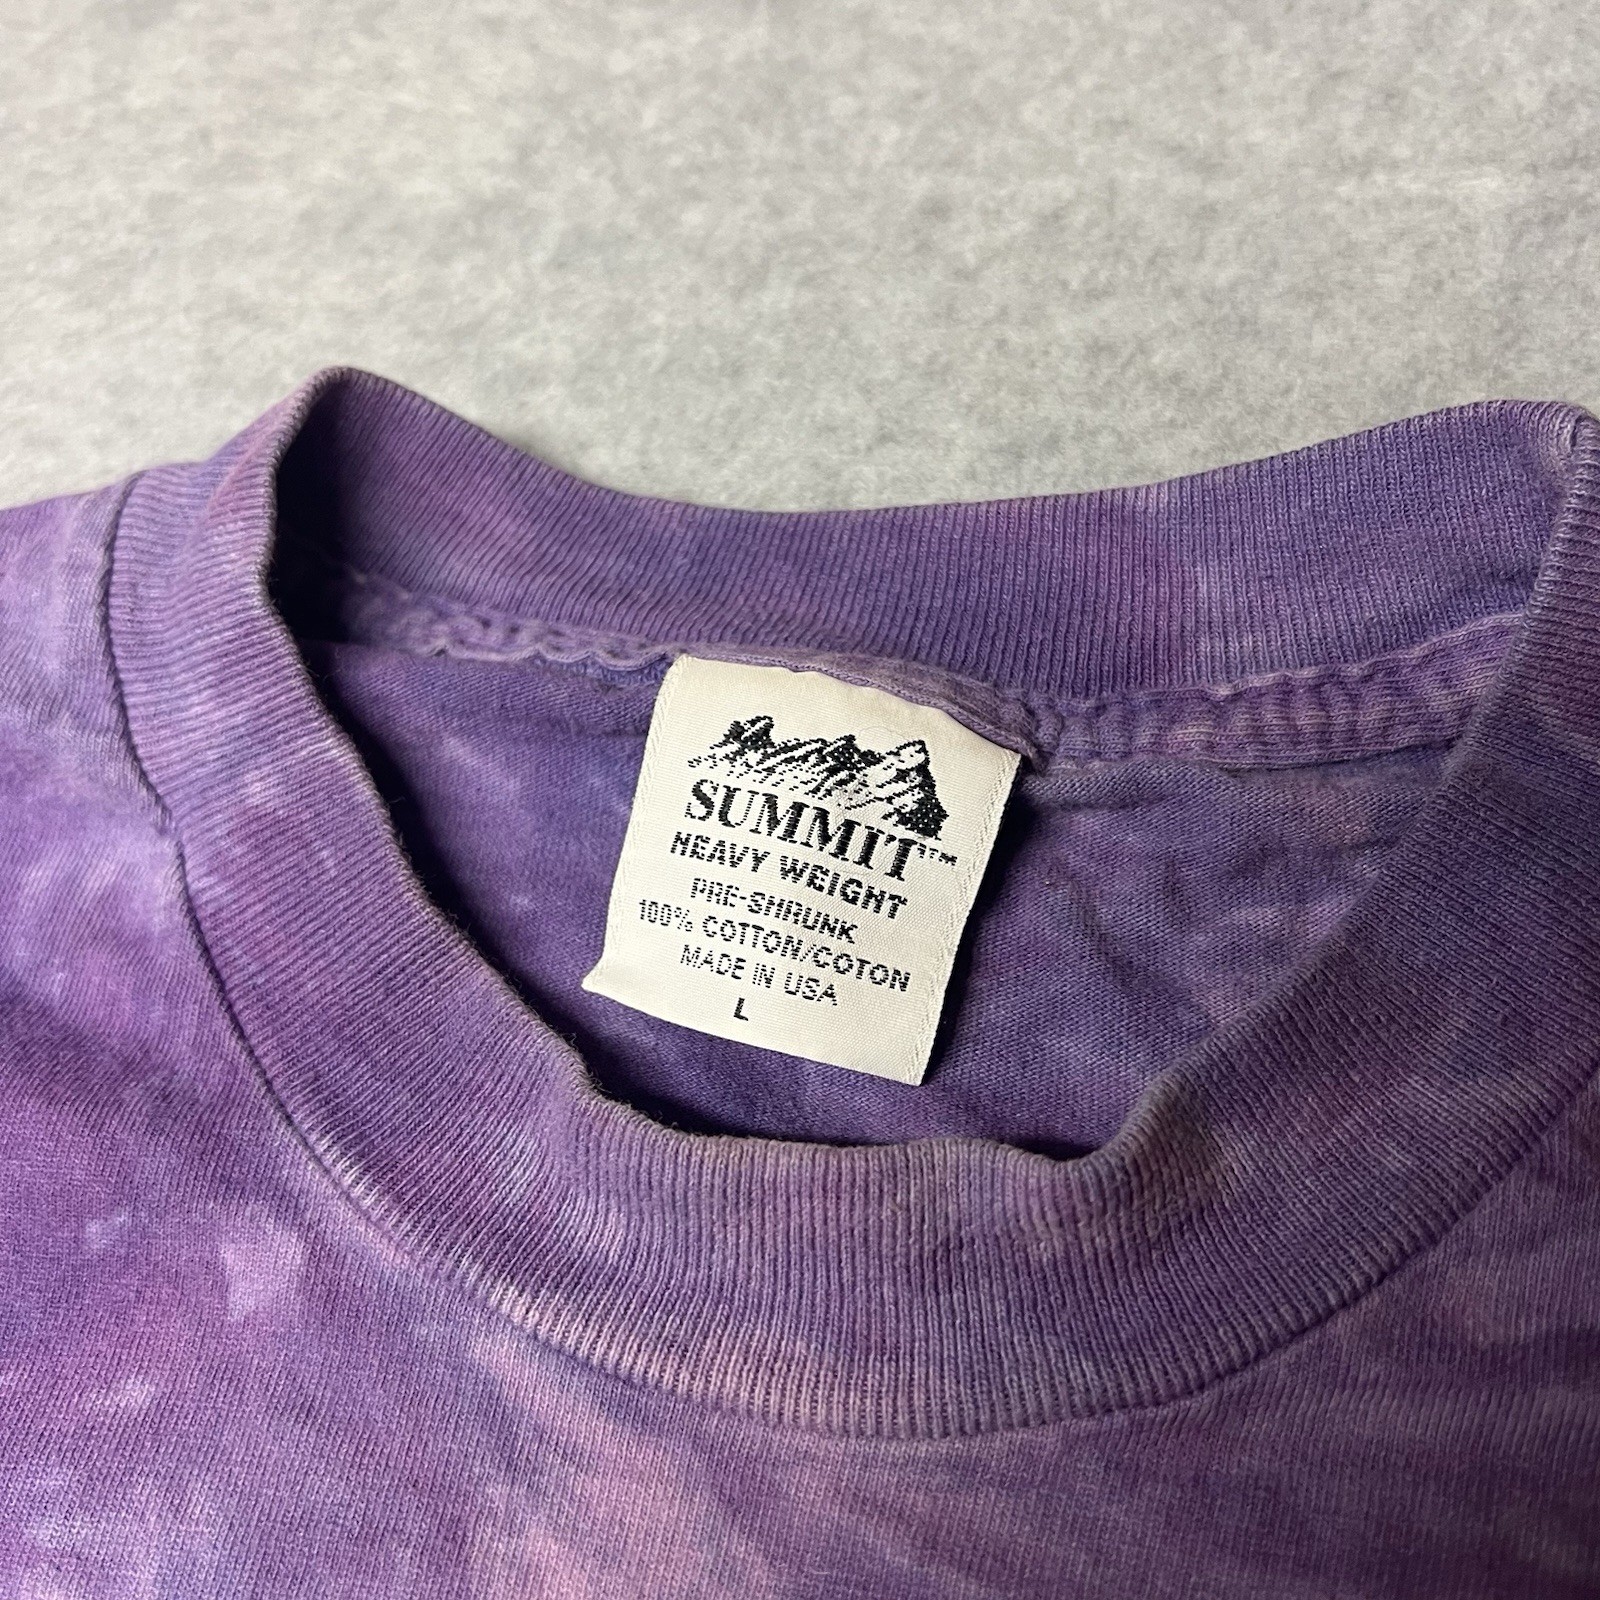 SUMMIT™
HEAVY WEIGHT
PRE-SHRUNK
100% COTTON/COTON
MADE IN USA
L